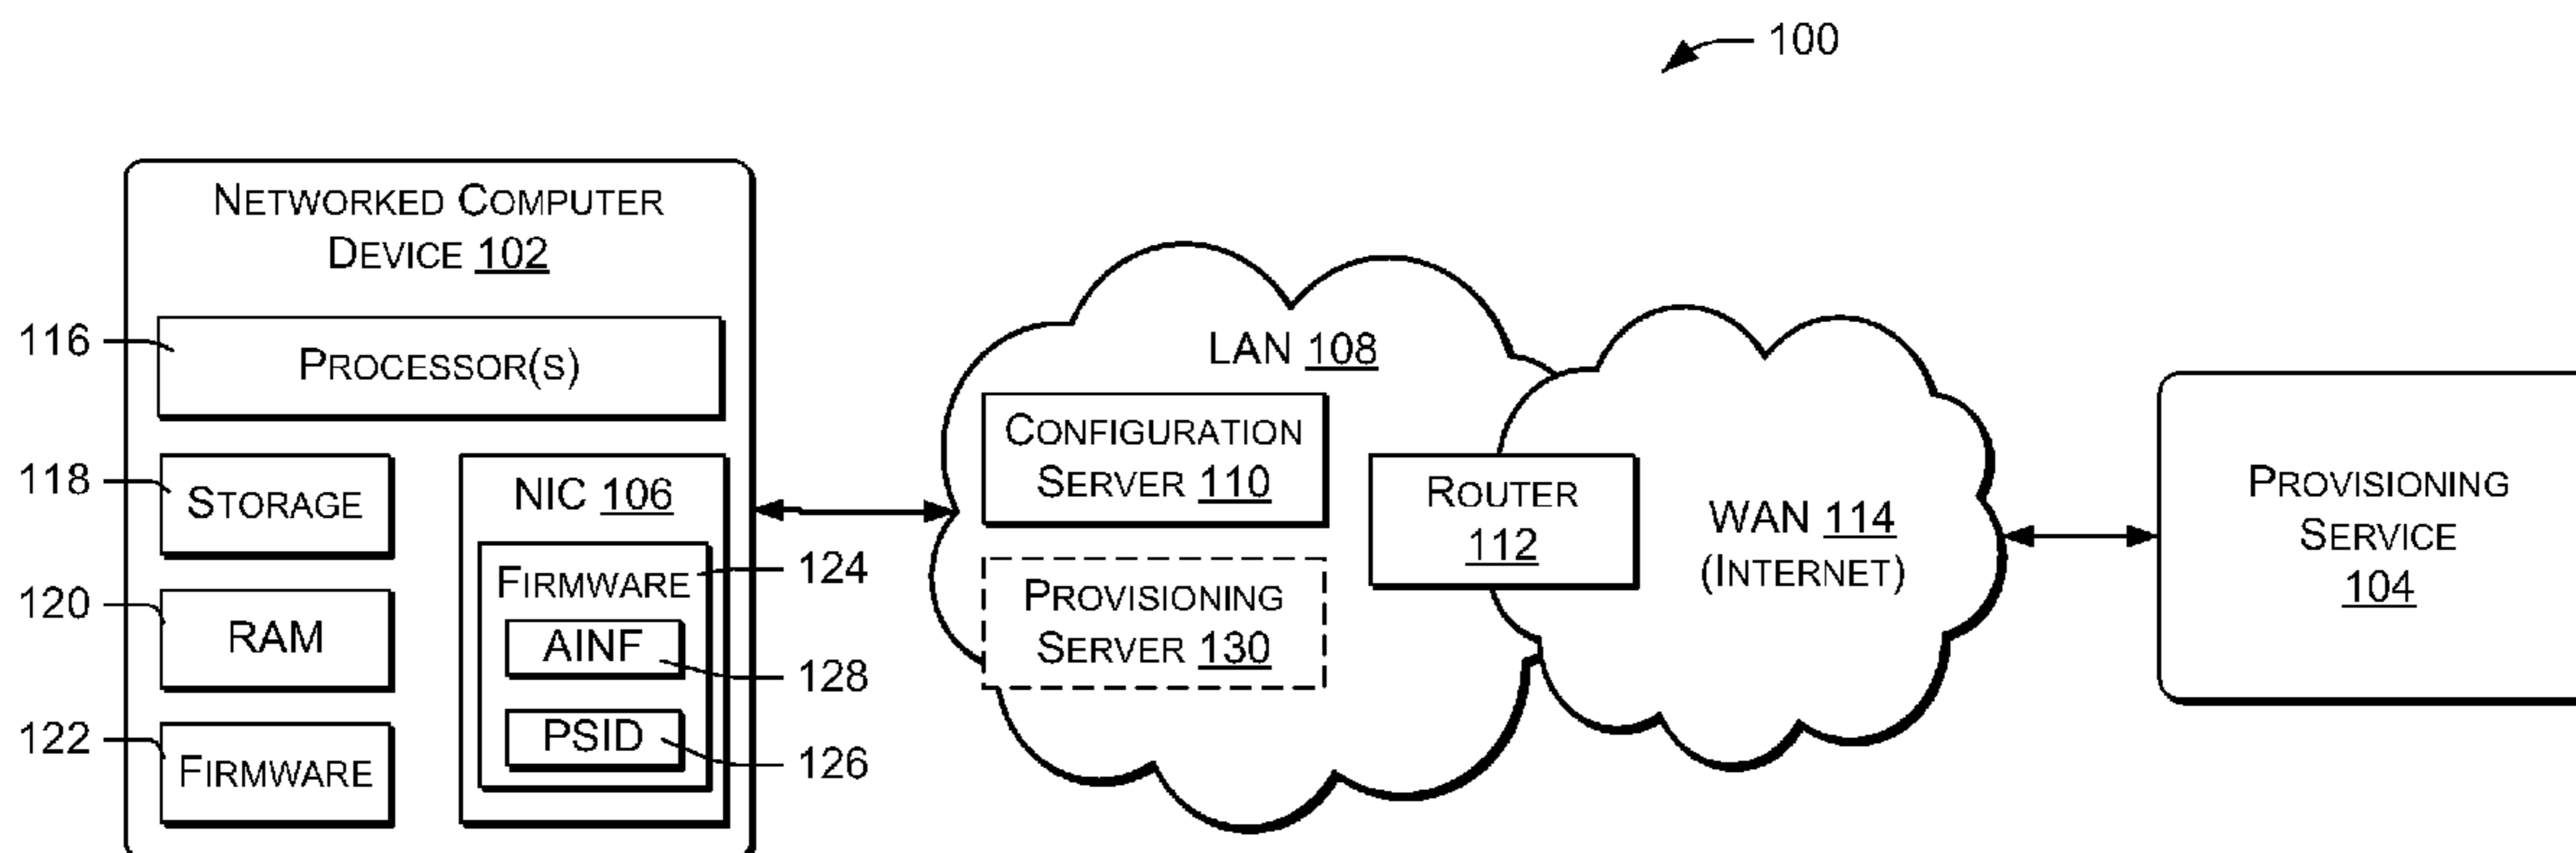 100
NETWORKED COMPUTER
DEVICE 102
116
PROCESSOR(S)
118
STORAGE
120
RAM
122
FIRMWARE
NIC 106
FIRMWARE
124
AINF
128
PSID
126
LAN 108
CONFIGURATION
SERVER 110
PROVISIONING
SERVER 130
ROUTER
112
WAN 114
(INTERNET)
PROVISIONING
SERVICE
104